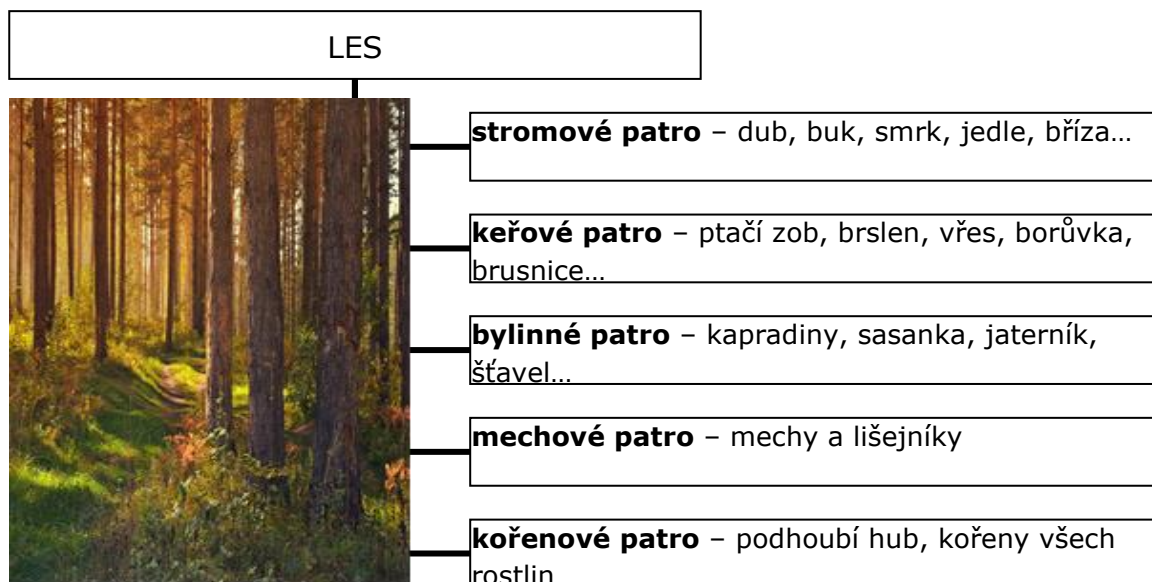 LES
stromové patro – dub, buk, smrk, jedle, bříza…
keřové patro – ptačí zob, brslen, vřes, borůvka,
brusnice…
bylinné patro – kapradiny, sasanka, jaterník,
šťavel…
mechové patro – mechy a lišejníky
kořenové patro – podhoubí hub, kořeny všech
rostlin